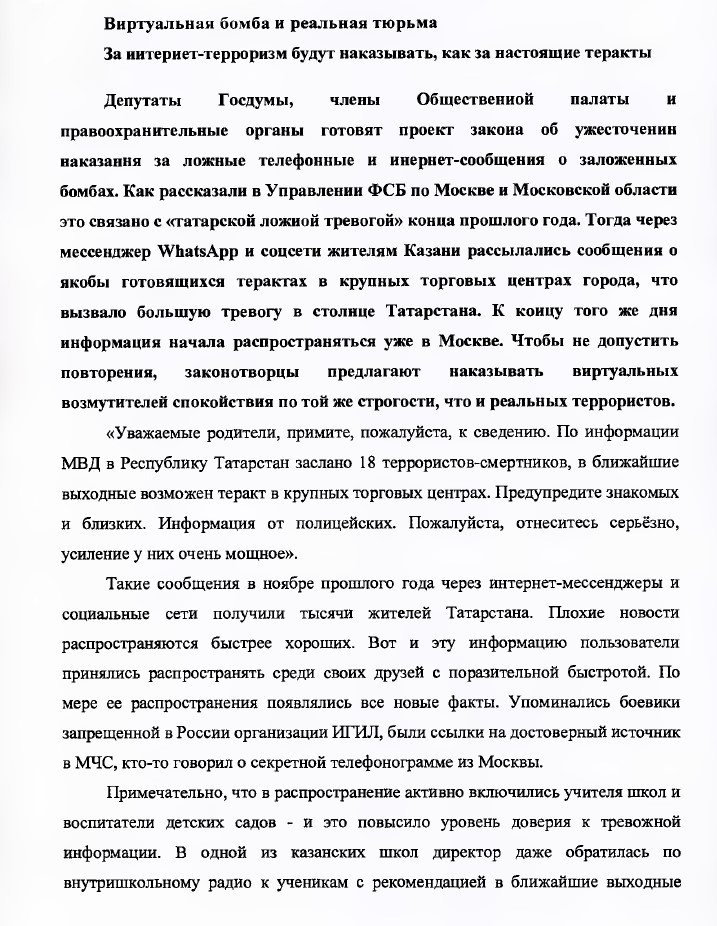 Виртуальная бомба и реальная тюрьма
За интернет-терроризм будут наказывать, как за настоящие теракты
Депутаты Госдумы, члены Общественной палаты и
правоохранительные органы готовят проект закона об ужесточении
наказания за ложные телефонные и инернет-сообщения о заложенных
бомбах. Как рассказали в Управлении ФСБ по Москве и Московской области
это связано с «татарской ложной тревогой» конца прошлого года. Тогда через
мессенджер WhatsApp и соцсети жителям Казани рассылались сообщения о
якобы готовящихся терактах в крупных торговых центрах города, что
вызвало большую тревогу в столице Татарстана. К концу того же дня
информация начала распространяться уже в Москве. Чтобы не допустить
повторения, законотворцы предлагают наказывать виртуальных
возмутителей спокойствия по той же строгости, что и реальных террористов.
«Уважаемые родители, примите, пожалуйста, к сведению. По информации
МВД в Республику Татарстан заслано 18 террористов-смертников, в ближайшие
выходные возможен теракт в крупных торговых центрах. Предупредите знакомых
и близких. Информация от полицейских. Пожалуйста, отнеситесь серьёзно,
усиление у них очень мощное».
Такие сообщения в ноябре прошлого года через интернет-мессенджеры и
социальные сети получили тысячи жителей Татарстана. Плохие новости
распространяются быстрее хороших. Вот и эту информацию пользователи
принялись распространять среди своих друзей с поразительной быстротой. По
мере ее распространения появлялись все новые факты. Упоминались боевики
запрещенной в России организации ИГИЛ, были ссылки на достоверный источник
в МЧС, кто-то говорил о секретной телефонограмме из Москвы.
Примечательно, что в распространение активно включились учителя школ и
воспитатели детских садов - и это повысило уровень доверия к тревожной
информации. В одной из казанских школ директор даже обратилась по
внутришкольному радио к ученикам с рекомендацией в ближайшие выходные